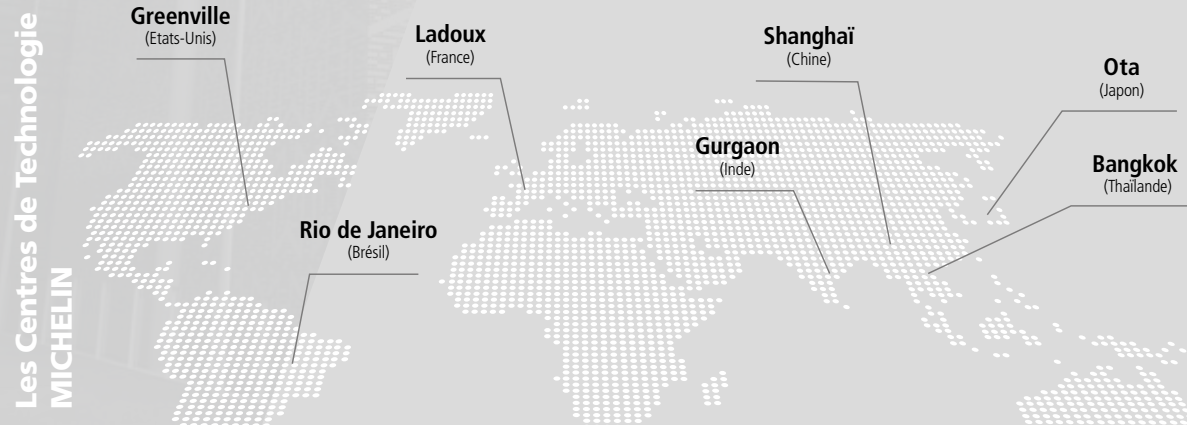 Les Centres de Technologie
MICHELIN
Greenville
(Etats-Unis)
Ladoux
(France)
Shanghaï
(Chine)
Ota
(Japon)
Gurgaon
(Inde)
Bangkok
(Thaïlande)
Rio de Janeiro
(Brésil)